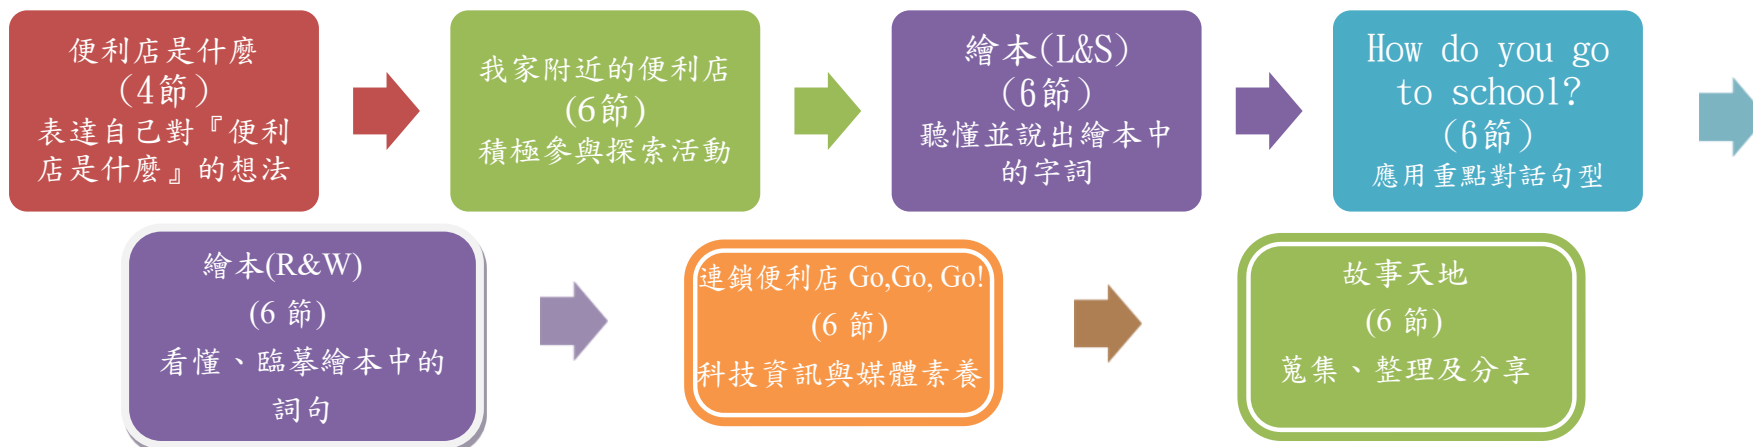 便利店是什麼
(4節)
表達自己對『便利
店是什麼』的想法
我家附近的便利店
(6節)
積極參與探索活動
繪本(L&S)
(6節)
聽懂並說出繪本中
的字詞
How do you go
to school?
(6節)
應用重點對話句型
繪本(R&W)
(6 節)
看懂、臨摹繪本中的
詞句
連鎖便利店 Go,Go, Go!
(6 節)
科技資訊與媒體素養
故事天地
(6 節)
蒐集、整理及分享